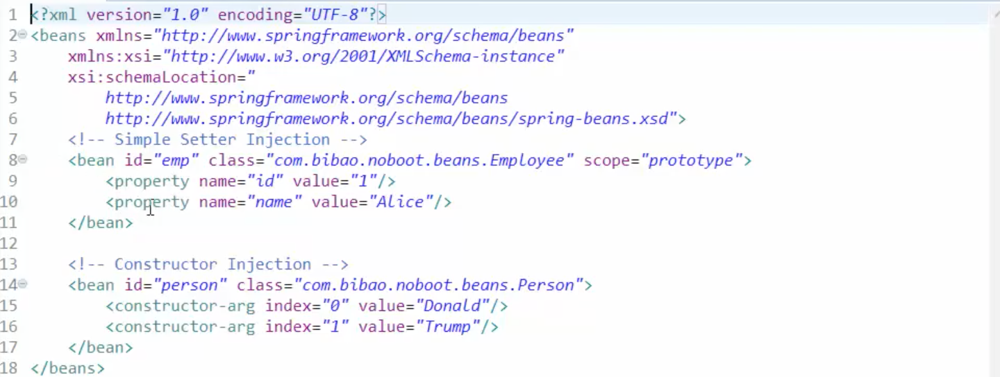 1 <?xml version="1.0" encoding="UTF-8"?>
2 <beans xmlns="http://www.springframework.org/schema/beans"
3     xmlns:xsi="http://www.w3.org/2001/XMLSchema-instance"
4     xsi:schemaLocation="
5         http://www.springframework.org/schema/beans
6         http://www.springframework.org/schema/beans/spring-beans.xsd">
7     <!-- Simple Setter Injection -->
8     <bean id="emp" class="com.bibao.noboot.beans.Employee" scope="prototype">
9         <property name="id" value="1"/>
10         <property name="name" value="Alice"/>
11     </bean>
12
13     <!-- Constructor Injection -->
14     <bean id="person" class="com.bibao.noboot.beans.Person">
15         <constructor-arg index="0" value="Donald"/>
16         <constructor-arg index="1" value="Trump"/>
17     </bean>
18 </beans>